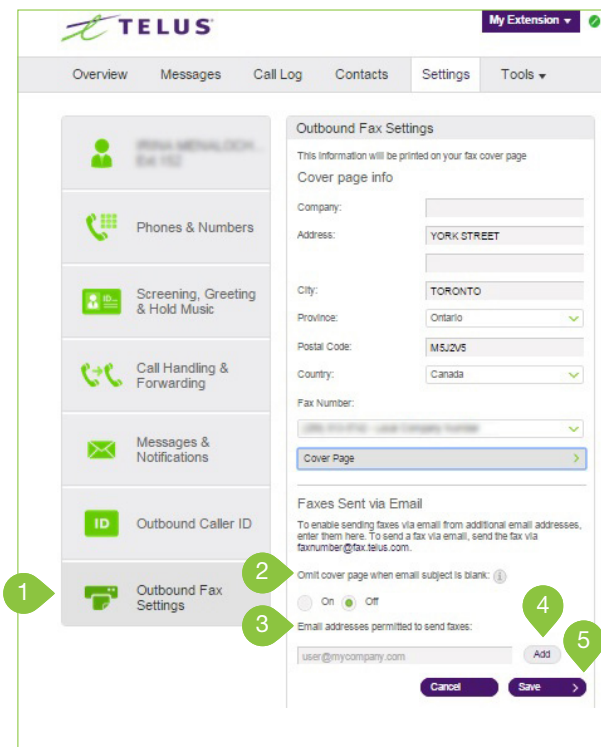 TELUS
My Extension
Overview Messages Call Log Contacts Settings Tools
Phones & Numbers
Screening, Greeting
& Hold Music
Call Handling &
Forwarding
Messages &
Notifications
ID
Outbound Caller ID
1
Outbound Fax
Settings
Outbound Fax Settings
This information will be printed on your fax cover page
Cover page info
Company:
Address: YORK STREET
City: TORONTO
Province: Ontario
Postal Code: M5J2V5
Country: Canada
Fax Number:
Cover Page
Faxes Sent via Email
To enable sending faxes via email from additional email addresses,
enter them here. To send a fax via email, send the fax via
faxnumber@fax.telus.com.
2
Omit cover page when email subject is blank:
On Off
3
Email addresses permitted to send faxes:
4
user@mycompany.com Add
5
Cancel Save